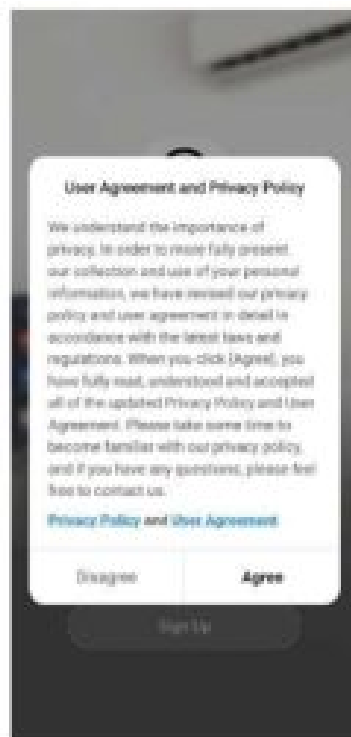 User Agreement and Privacy Policy
We understand the importance of
privacy. In order to more fully present
our collection and use of your personal
information, we have revised our privacy
policy and user agreement in detail in
accordance with the latest laws and
regulations. When you click [Agree], you
have fully read, understood and accepted
all of the updated Privacy Policy and User
Agreement. Please take some time to
become familiar with our privacy policy,
and if you have any questions, please feel
free to contact us.
Privacy Policy and User Agreement
Disagree Agree
Sign Up